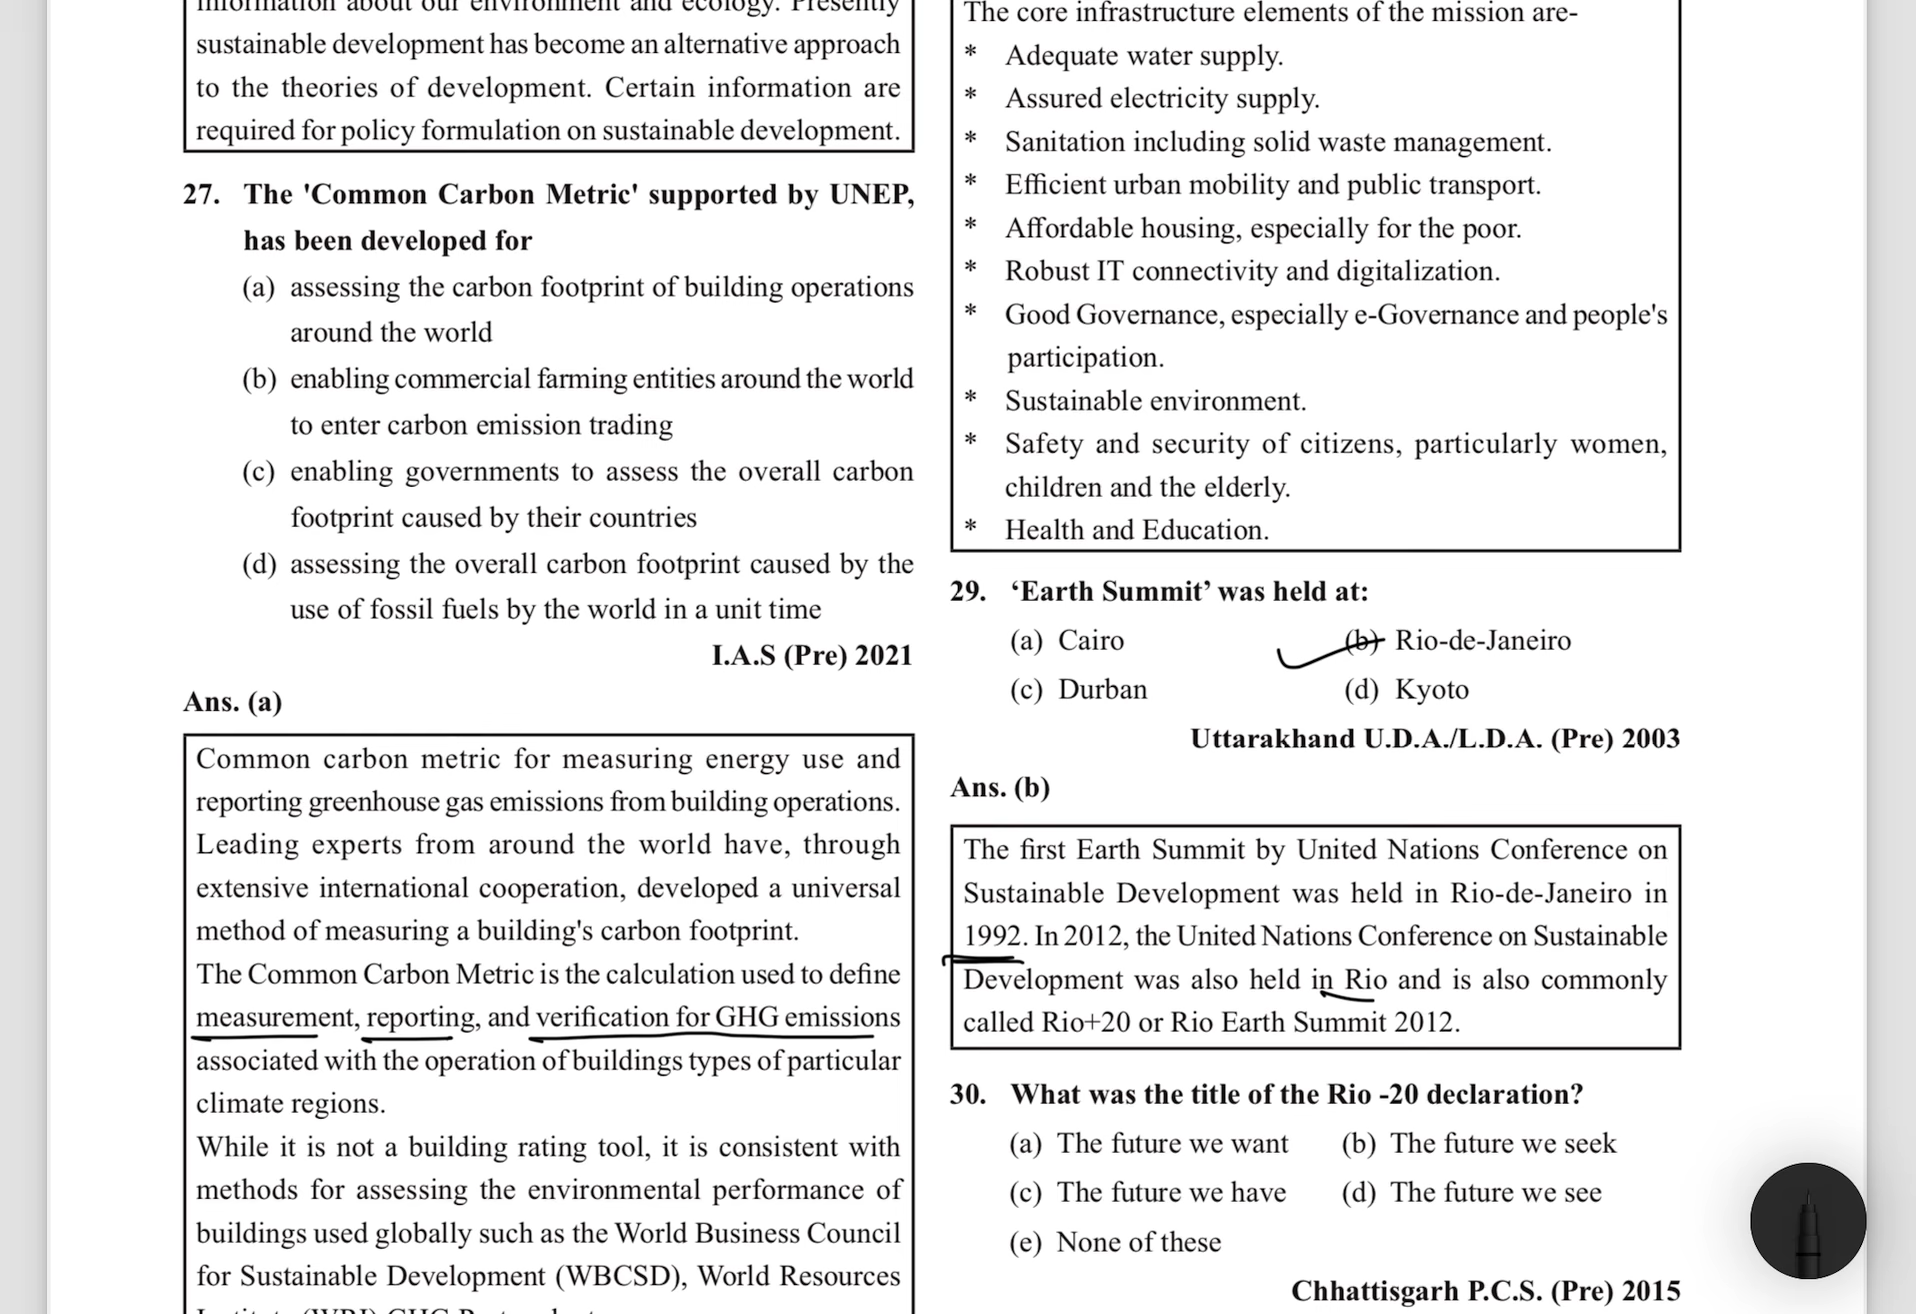 information about our environment and ecology. Presently
sustainable development has become an alternative approach
to the theories of development. Certain information are
required for policy formulation on sustainable development.
27. The 'Common Carbon Metric' supported by UNEP,
has been developed for
(a) assessing the carbon footprint of building operations
around the world
(b) enabling commercial farming entities around the world
to enter carbon emission trading
(c) enabling governments to assess the overall carbon
footprint caused by their countries
(d) assessing the overall carbon footprint caused by the
use of fossil fuels by the world in a unit time
I.A.S (Pre) 2021
Ans. (a)
Common carbon metric for measuring energy use and
reporting greenhouse gas emissions from building operations.
Leading experts from around the world have, through
extensive international cooperation, developed a universal
method of measuring a building's carbon footprint.
The Common Carbon Metric is the calculation used to define
measurement, reporting, and verification for GHG emissions
associated with the operation of buildings types of particular
climate regions.
While it is not a building rating tool, it is consistent with
methods for assessing the environmental performance of
buildings used globally such as the World Business Council
for Sustainable Development (WBCSD), World Resources
The core infrastructure elements of the mission are-
* Adequate water supply.
* Assured electricity supply.
* Sanitation including solid waste management.
* Efficient urban mobility and public transport.
* Affordable housing, especially for the poor.
* Robust IT connectivity and digitalization.
* Good Governance, especially e-Governance and people's
participation.
* Sustainable environment.
* Safety and security of citizens, particularly women,
children and the elderly.
* Health and Education.
29. ‘Earth Summit’ was held at:
(a) Cairo (b) Rio-de-Janeiro
(c) Durban (d) Kyoto
Uttarakhand U.D.A./L.D.A. (Pre) 2003
Ans. (b)
The first Earth Summit by United Nations Conference on
Sustainable Development was held in Rio-de-Janeiro in
1992. In 2012, the United Nations Conference on Sustainable
Development was also held in Rio and is also commonly
called Rio+20 or Rio Earth Summit 2012.
30. What was the title of the Rio -20 declaration?
(a) The future we want (b) The future we seek
(c) The future we have (d) The future we see
(e) None of these
Chhattisgarh P.C.S. (Pre) 2015